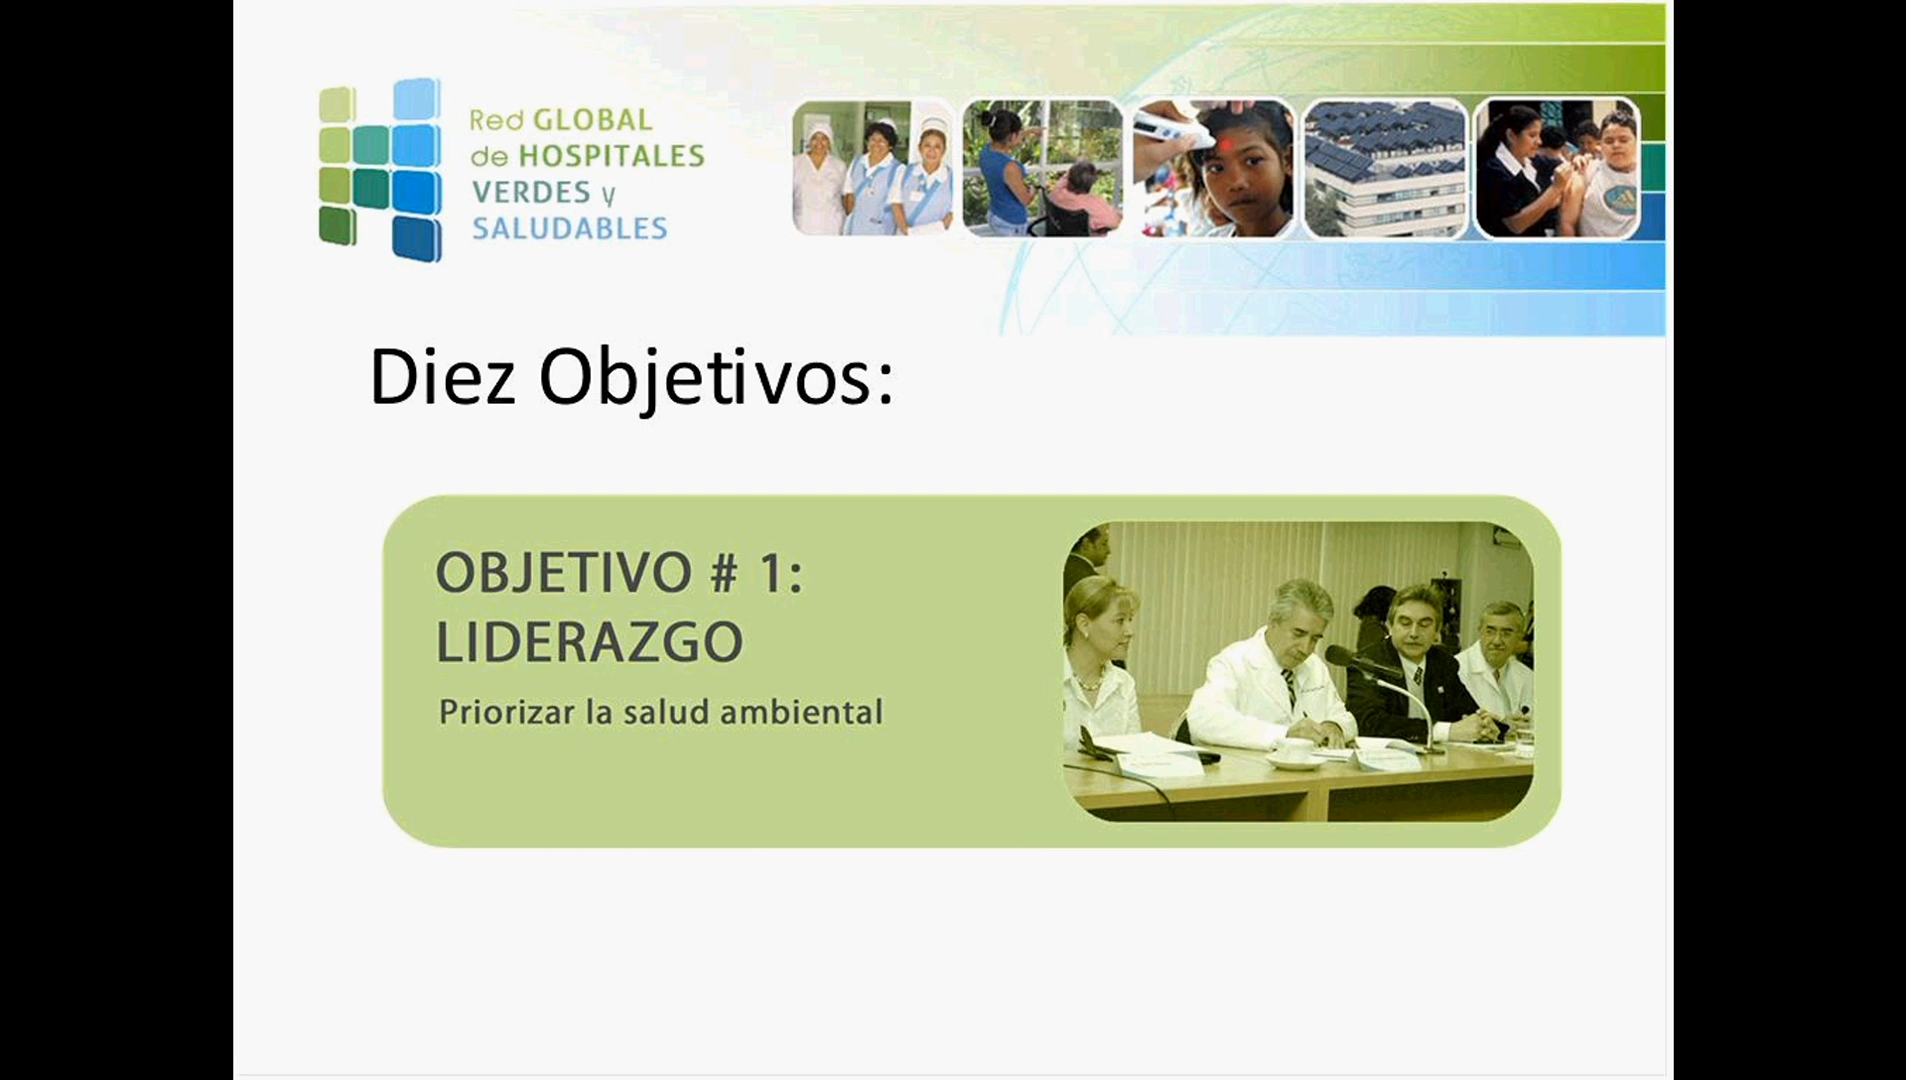 Red GLOBAL
de HOSPITALES
VERDES y
SALUDABLES
Diez Objetivos:
OBJETIVO # 1:
LIDERAZGO
Priorizar la salud ambiental